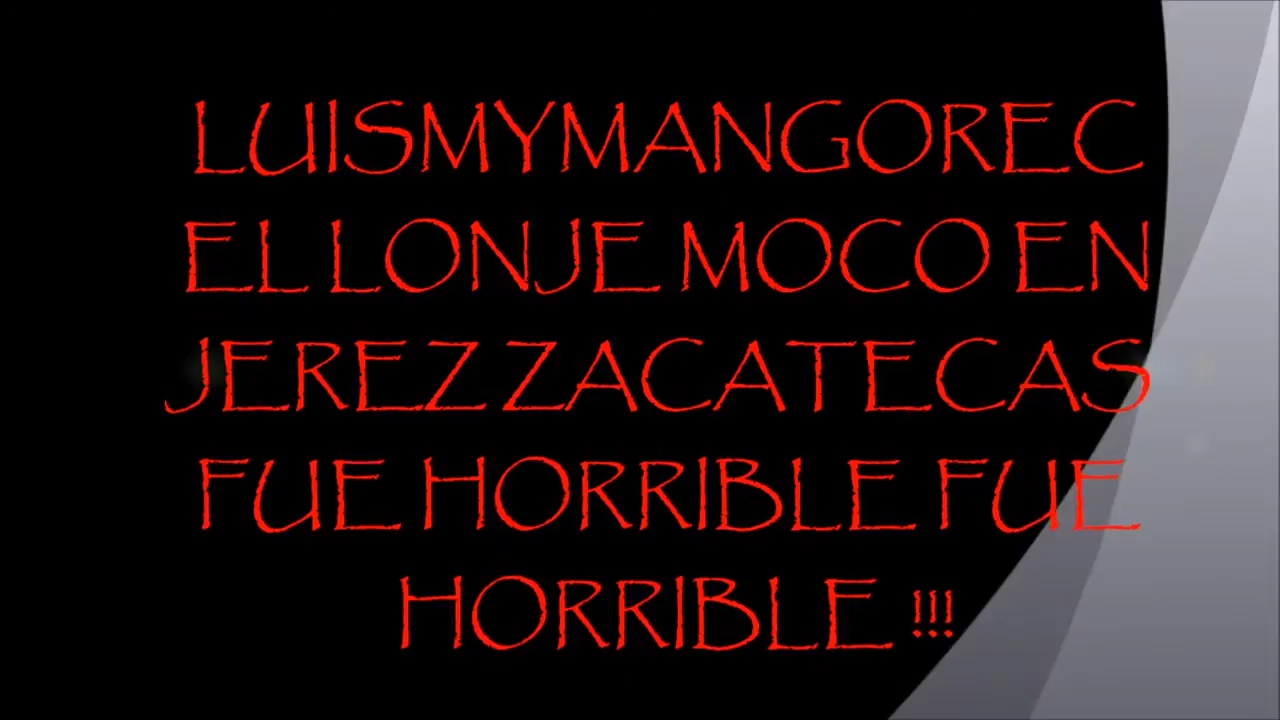 LUISMYMANGOREC
EL LONJE MOCO EN
JEREZ ZACATECAS
FUE HORRIBLE FUE
HORRIBLE !!!